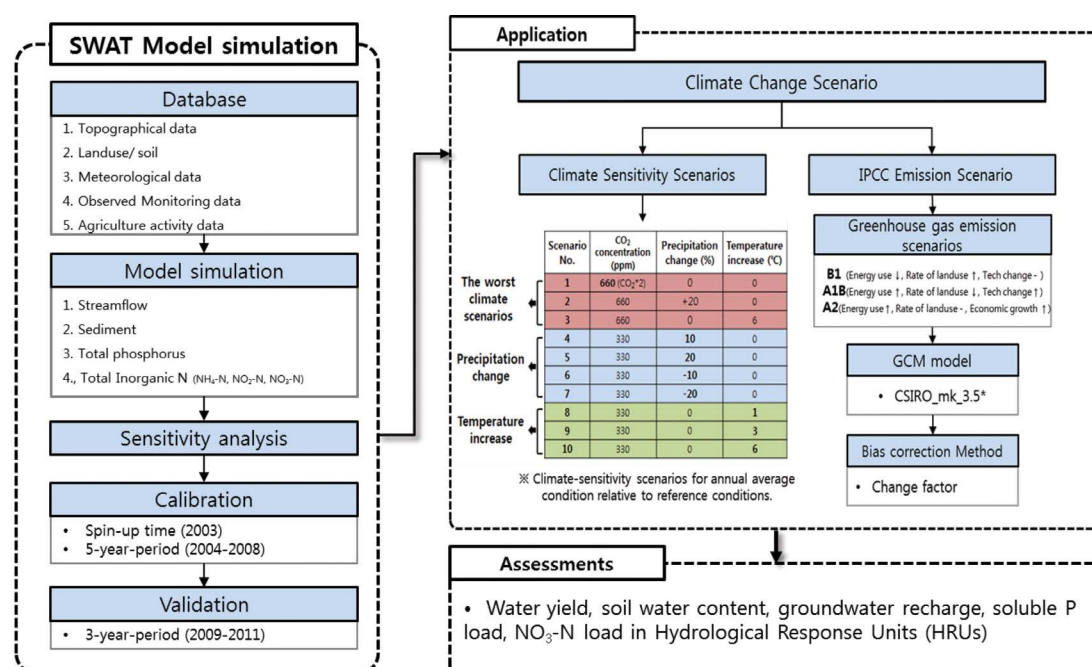 SWAT Model simulation
Database
1. Topographical data
2. Landuse/ soil
3. Meteorological data
4. Observed Monitoring data
5. Agriculture activity data
Model simulation
1. Streamflow
2. Sediment
3. Total phosphorus
4., Total Inorganic N (NH₄-N, NO₂-N, NO₃-N)
Sensitivity analysis
Calibration
• Spin-up time (2003)
• 5-year-period (2004-2008)
Validation
• 3-year-period (2009-2011)
Application
Climate Change Scenario
Climate Sensitivity Scenarios
Scenario No. CO₂ concentration (ppm) Precipitation change (%) Temperature increase (℃)
The worst climate scenarios
1 660 (CO₂*2) 0 0
2 660 +20 0
3 660 0 6
Precipitation change
4 330 10 0
5 330 20 0
6 330 -10 0
7 330 -20 0
Temperature increase
8 330 0 1
9 330 0 3
10 330 0 6
※ Climate-sensitivity scenarios for annual average
condition relative to reference conditions.
IPCC Emission Scenario
Greenhouse gas emission
scenarios
B1 (Energy use ↓, Rate of landuse ↑, Tech change - )
A1B(Energy use ↑, Rate of landuse ↓, Tech change ↑)
A2(Energy use ↑, Rate of landuse -, Economic growth ↑)
GCM model
• CSIRO_mk_3.5*
Bias correction Method
• Change factor
Assessments
• Water yield, soil water content, groundwater recharge, soluble P
load, NO₃-N load in Hydrological Response Units (HRUs)